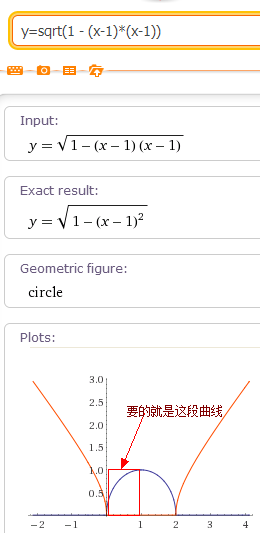 y=sqrt(1 - (x-1)*(x-1))
Input:
y = √1 – (x – 1) (x – 1)
Exact result:
y = √1 – (x – 1)²
Geometric figure:
circle
Plots:
3.0
2.5
要的就是这段曲线
2.0
1.5
1.0
0.5
−2 −1 1 2 3 4